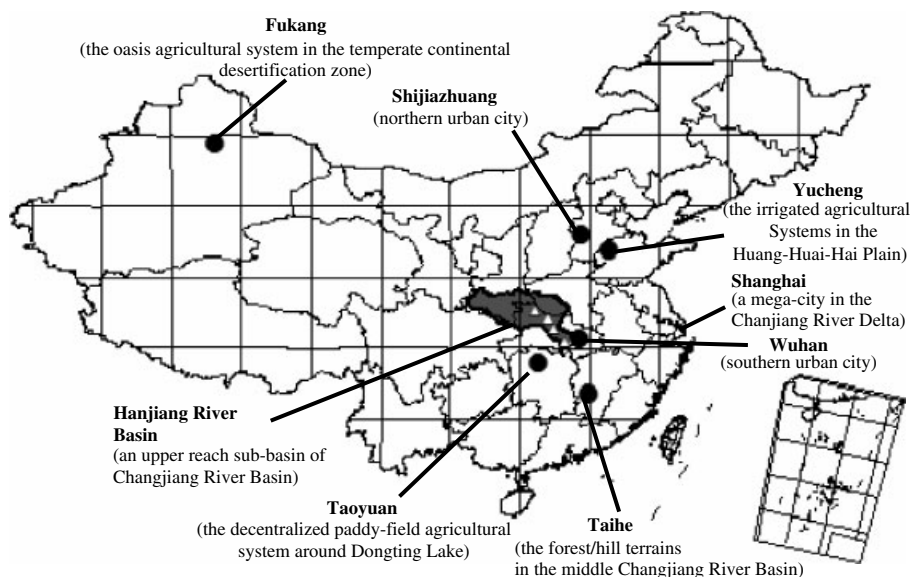 Fukang
(the oasis agricultural system in the temperate continental
desertification zone)
Shijiazhuang
(northern urban city)
Yucheng
(the irrigated agricultural
Systems in the
Huang-Huai-Hai Plain)
Shanghai
(a mega-city in the
Chanjiang River Delta)
Wuhan
(southern urban city)
Hanjiang River
Basin
(an upper reach sub-basin of
Changjiang River Basin)
Taoyuan
(the decentralized paddy-field agricultural
system around Dongting Lake)
Taihe
(the forest/hill terrains
in the middle Changjiang River Basin)